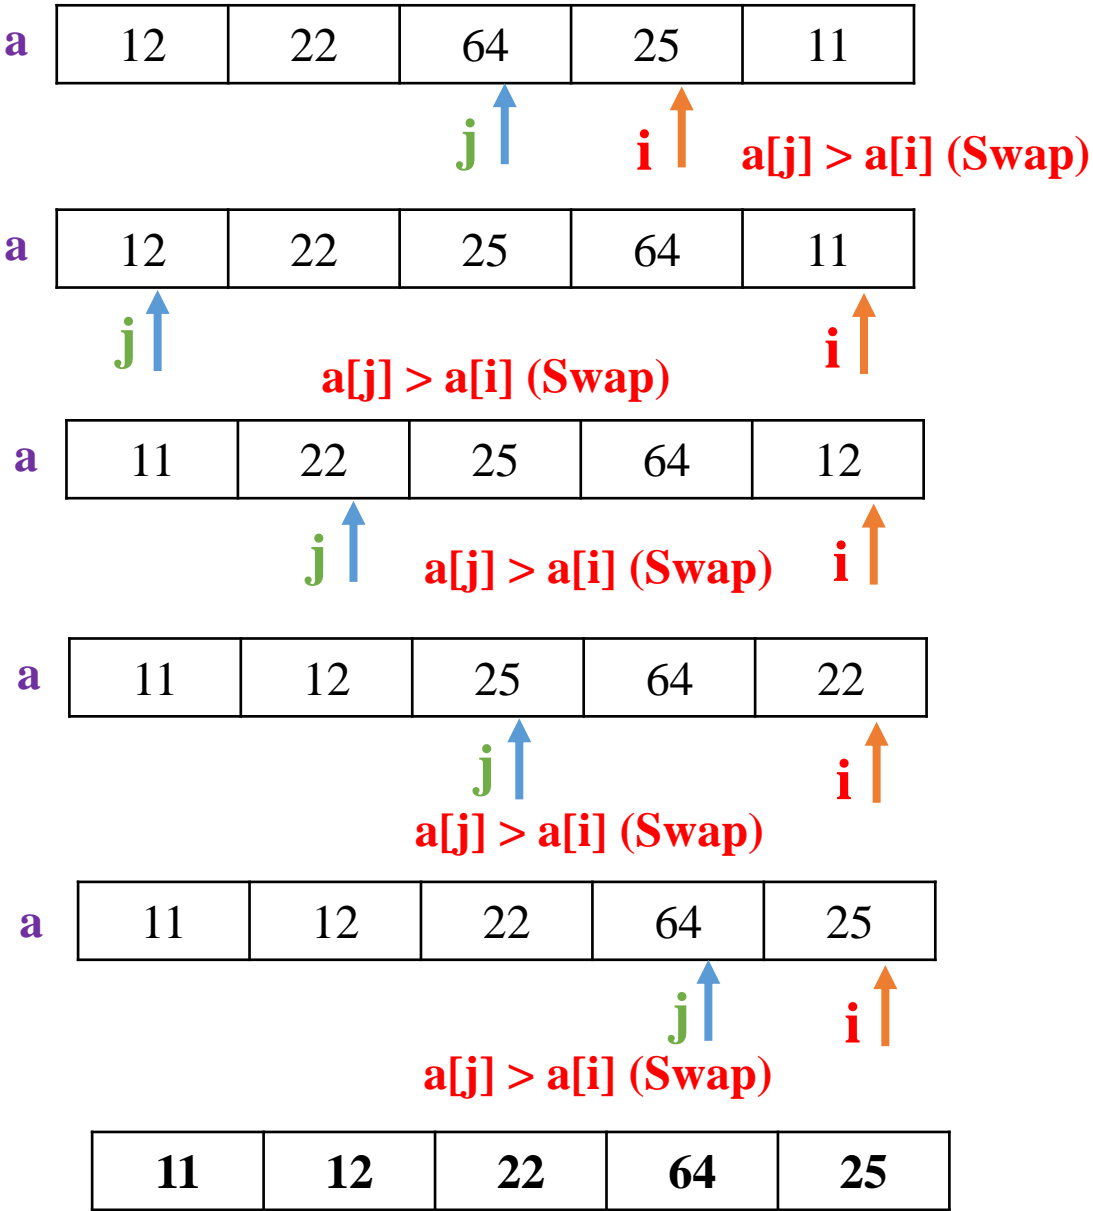 a 12 22 64 25 11
j i a[j] > a[i] (Swap)
a 12 22 25 64 11
j i
a[j] > a[i] (Swap)
a 11 22 25 64 12
j a[j] > a[i] (Swap) i
a 11 12 25 64 22
j i
a[j] > a[i] (Swap)
a 11 12 22 64 25
j i
a[j] > a[i] (Swap)
11 12 22 64 25